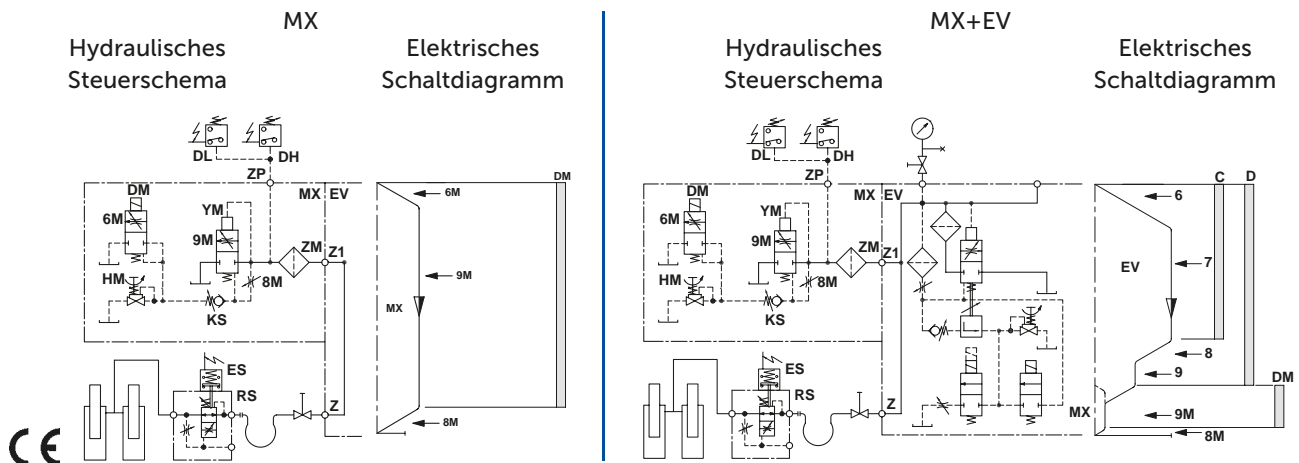 MX
Hydraulisches
Steuerschema
Elektrisches
Schaltdiagramm
DL
DH
ZP
DM
6M
YM
9M
MX
EV
ZM
Z1
HM
8M
KS
ES
RS
Z
DM
6M
9M
MX
8M
CE
MX+EV
Hydraulisches
Steuerschema
Elektrisches
Schaltdiagramm
DL
DH
ZP
DM
6M
YM
9M
MX
EV
ZM
Z1
HM
8M
KS
ES
RS
Z
C
D
6
EV
7
8
9
DM
MX
9M
8M